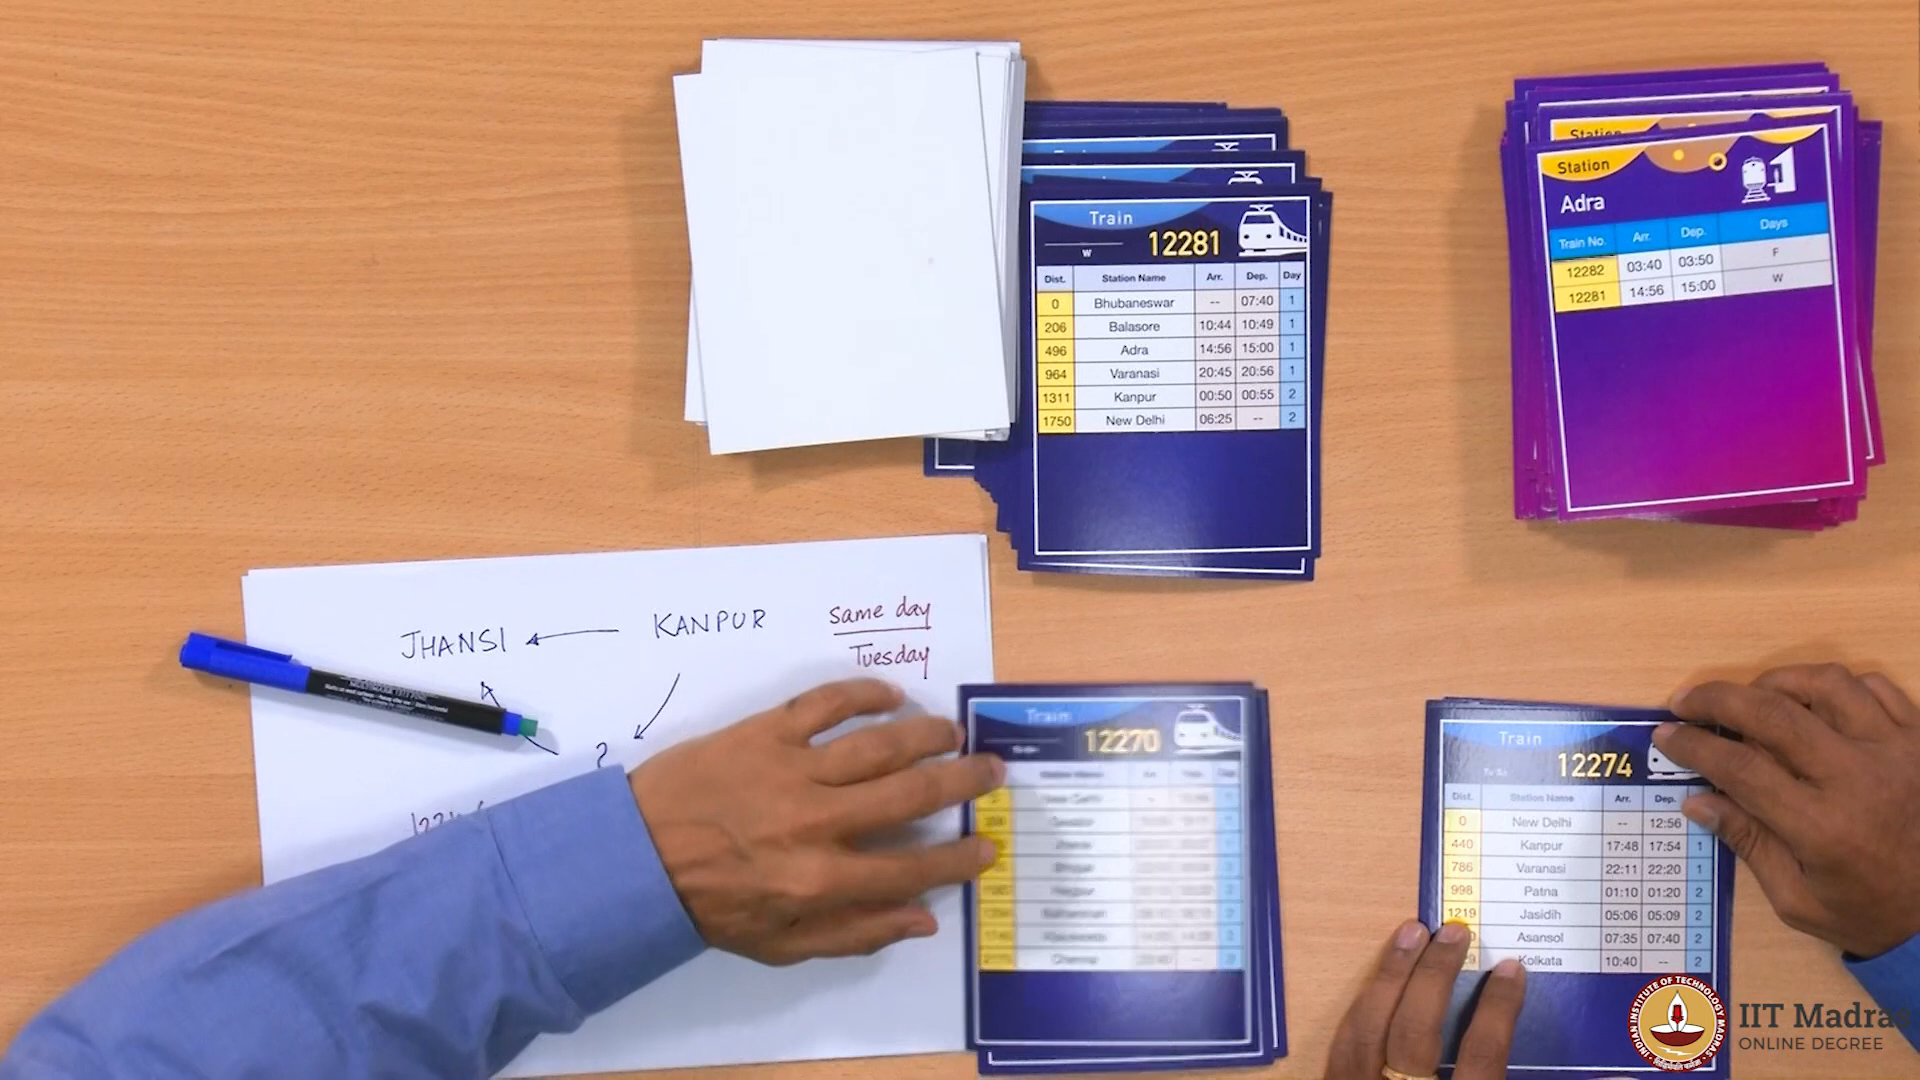 Train
W 12281
Dist. Station Name Arr. Dep. Day
0 Bhubaneswar -- 07:40 1
206 Balasore 10:44 10:49 1
496 Adra 14:56 15:00 1
964 Varanasi 20:45 20:56 1
1311 Kanpur 00:50 00:55 2
1750 New Delhi 06:25 -- 2
Station
Station
Adra
Train No. Arr. Dep. Days
12282 03:40 03:50 F
12281 14:56 15:00 W
JHANSI KANPUR same day
Tuesday
?
Train
12270
Train
12274
Dist. Station Name Arr. Dep.
0 New Delhi -- 12:56
440 Kanpur 17:48 17:54 1
786 Varanasi 22:11 22:20 1
998 Patna 01:10 01:20 2
1219 Jasidih 05:06 05:09 2
Asansol 07:35 07:40 2
Kolkata 10:40 -- 2
INDIAN INSTITUTE OF TECHNOLOGY MADRAS
IIT Madras
ONLINE DEGREE